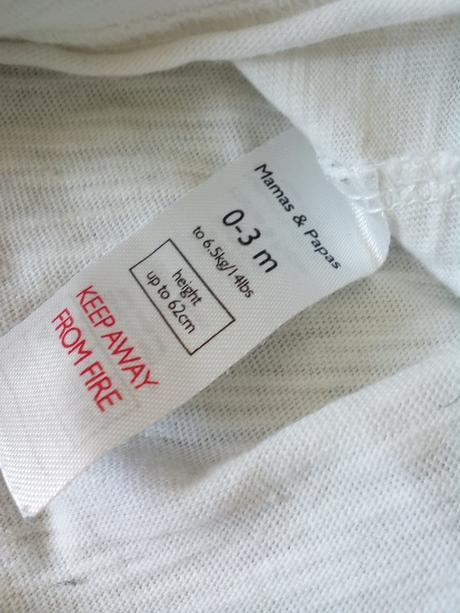 Mamas & Papas
0-3 m
to 6.5kg/14lbs
height
up to 62cm
KEEP AWAY
FROM FIRE